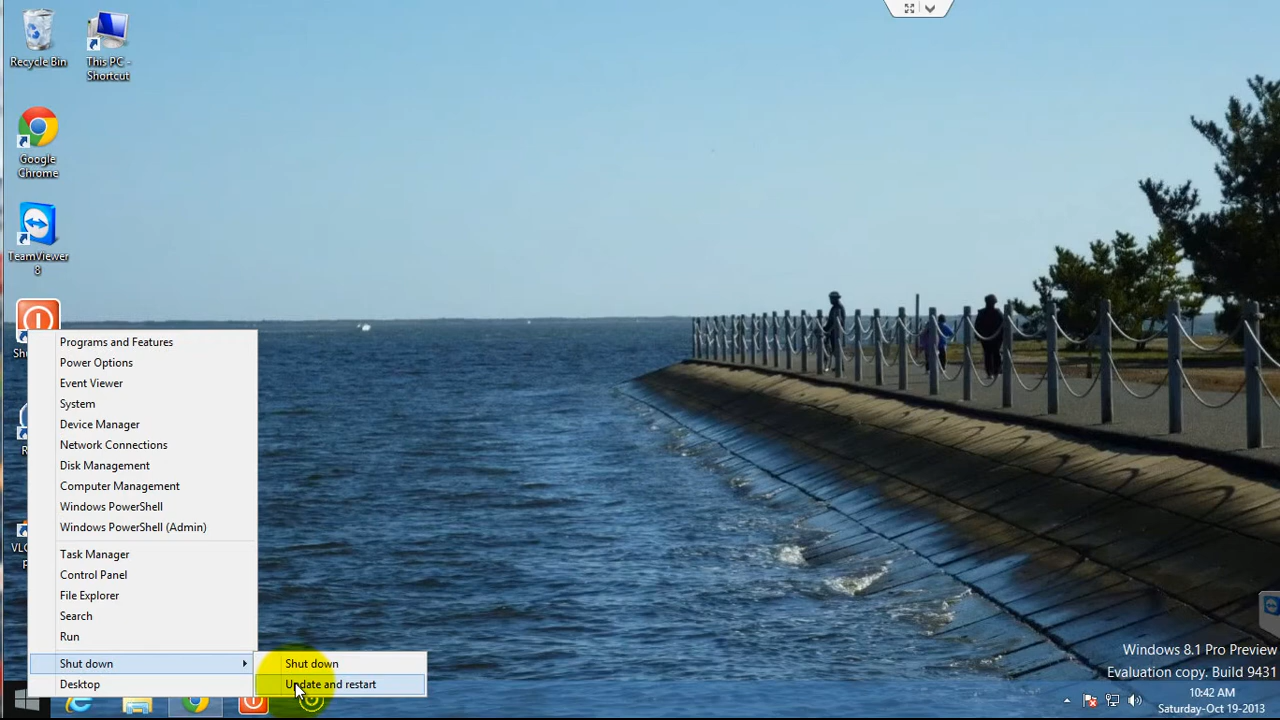 Recycle Bin
This PC -
Shortcut
Google
Chrome
TeamViewer
8
Programs and Features
Power Options
Event Viewer
System
Device Manager
Network Connections
Disk Management
Computer Management
Windows PowerShell
Windows PowerShell (Admin)
Task Manager
Control Panel
File Explorer
Search
Run
Shut down
Desktop
Shut down
Update and restart
Windows 8.1 Pro Preview
Evaluation copy. Build 9431
10:42 AM
Saturday-Oct 19-2013